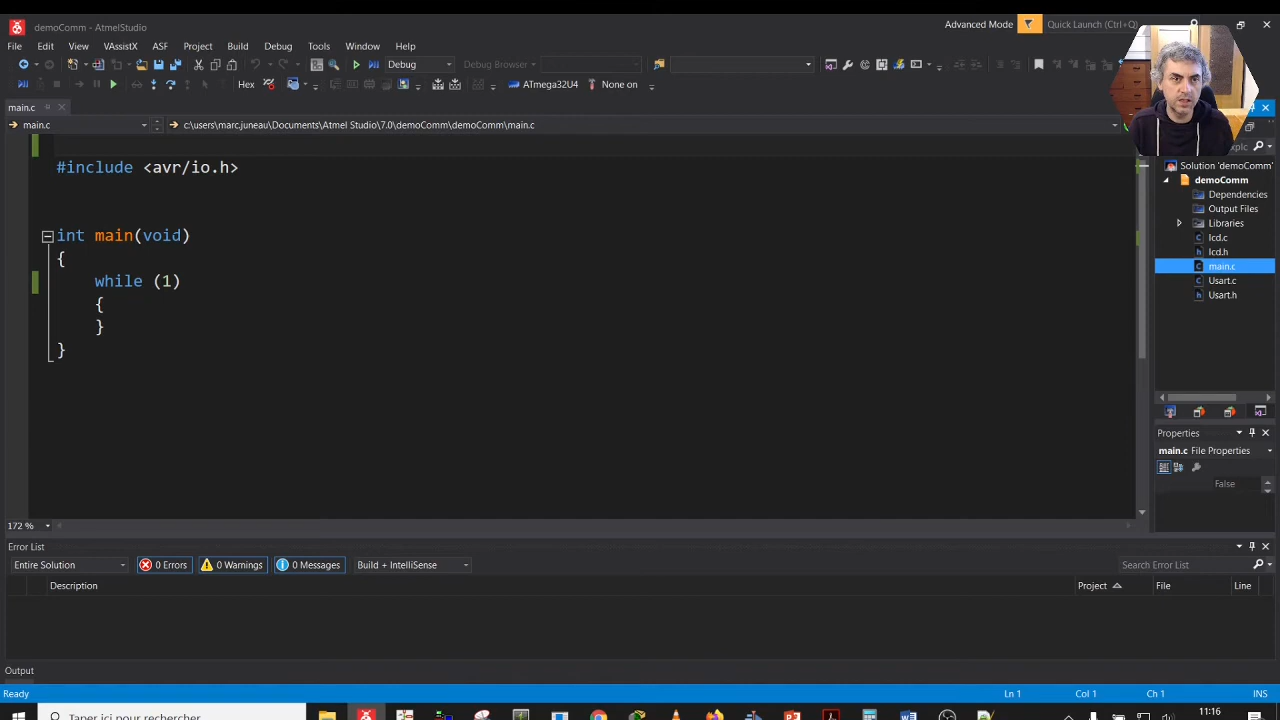 demoComm - AtmelStudio
Advanced Mode
Quick Launch (Ctrl+Q)
File Edit View VAssistX ASF Project Build Debug Tools Window Help
Debug
Debug Browser
Hex
ATmega32U4
None on
main.c
main.c
c:\users\marc.juneau\Documents\Atmel Studio\7.0\demoComm\demoComm\main.c
#include <avr/io.h>
int main(void)
{
while (1)
{
}
}
Solution 'demoComm'
demoComm
Dependencies
Output Files
Libraries
lcd.c
lcd.h
main.c
Usart.c
Usart.h
Properties
main.c File Properties
False
172 %
Error List
Entire Solution
0 Errors
0 Warnings
0 Messages
Build + IntelliSense
Search Error List
Description
Project
File
Line
Output
Ready
Ln 1
Col 1
Ch 1
INS
Taper ici pour rechercher
11:16